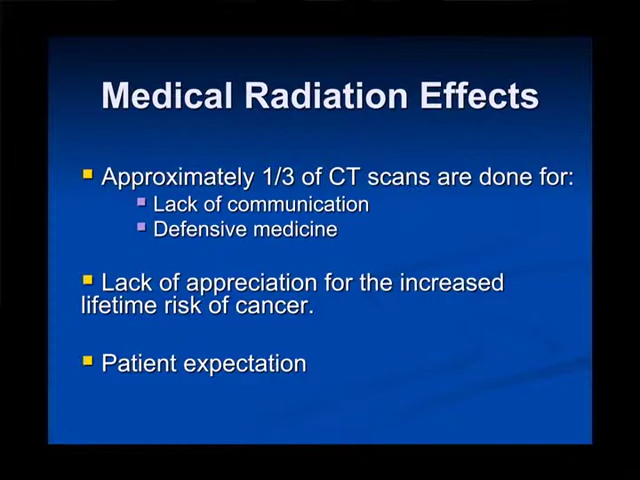 Medical Radiation Effects
Approximately 1/3 of CT scans are done for:
Lack of communication
Defensive medicine
Lack of appreciation for the increased
lifetime risk of cancer.
Patient expectation